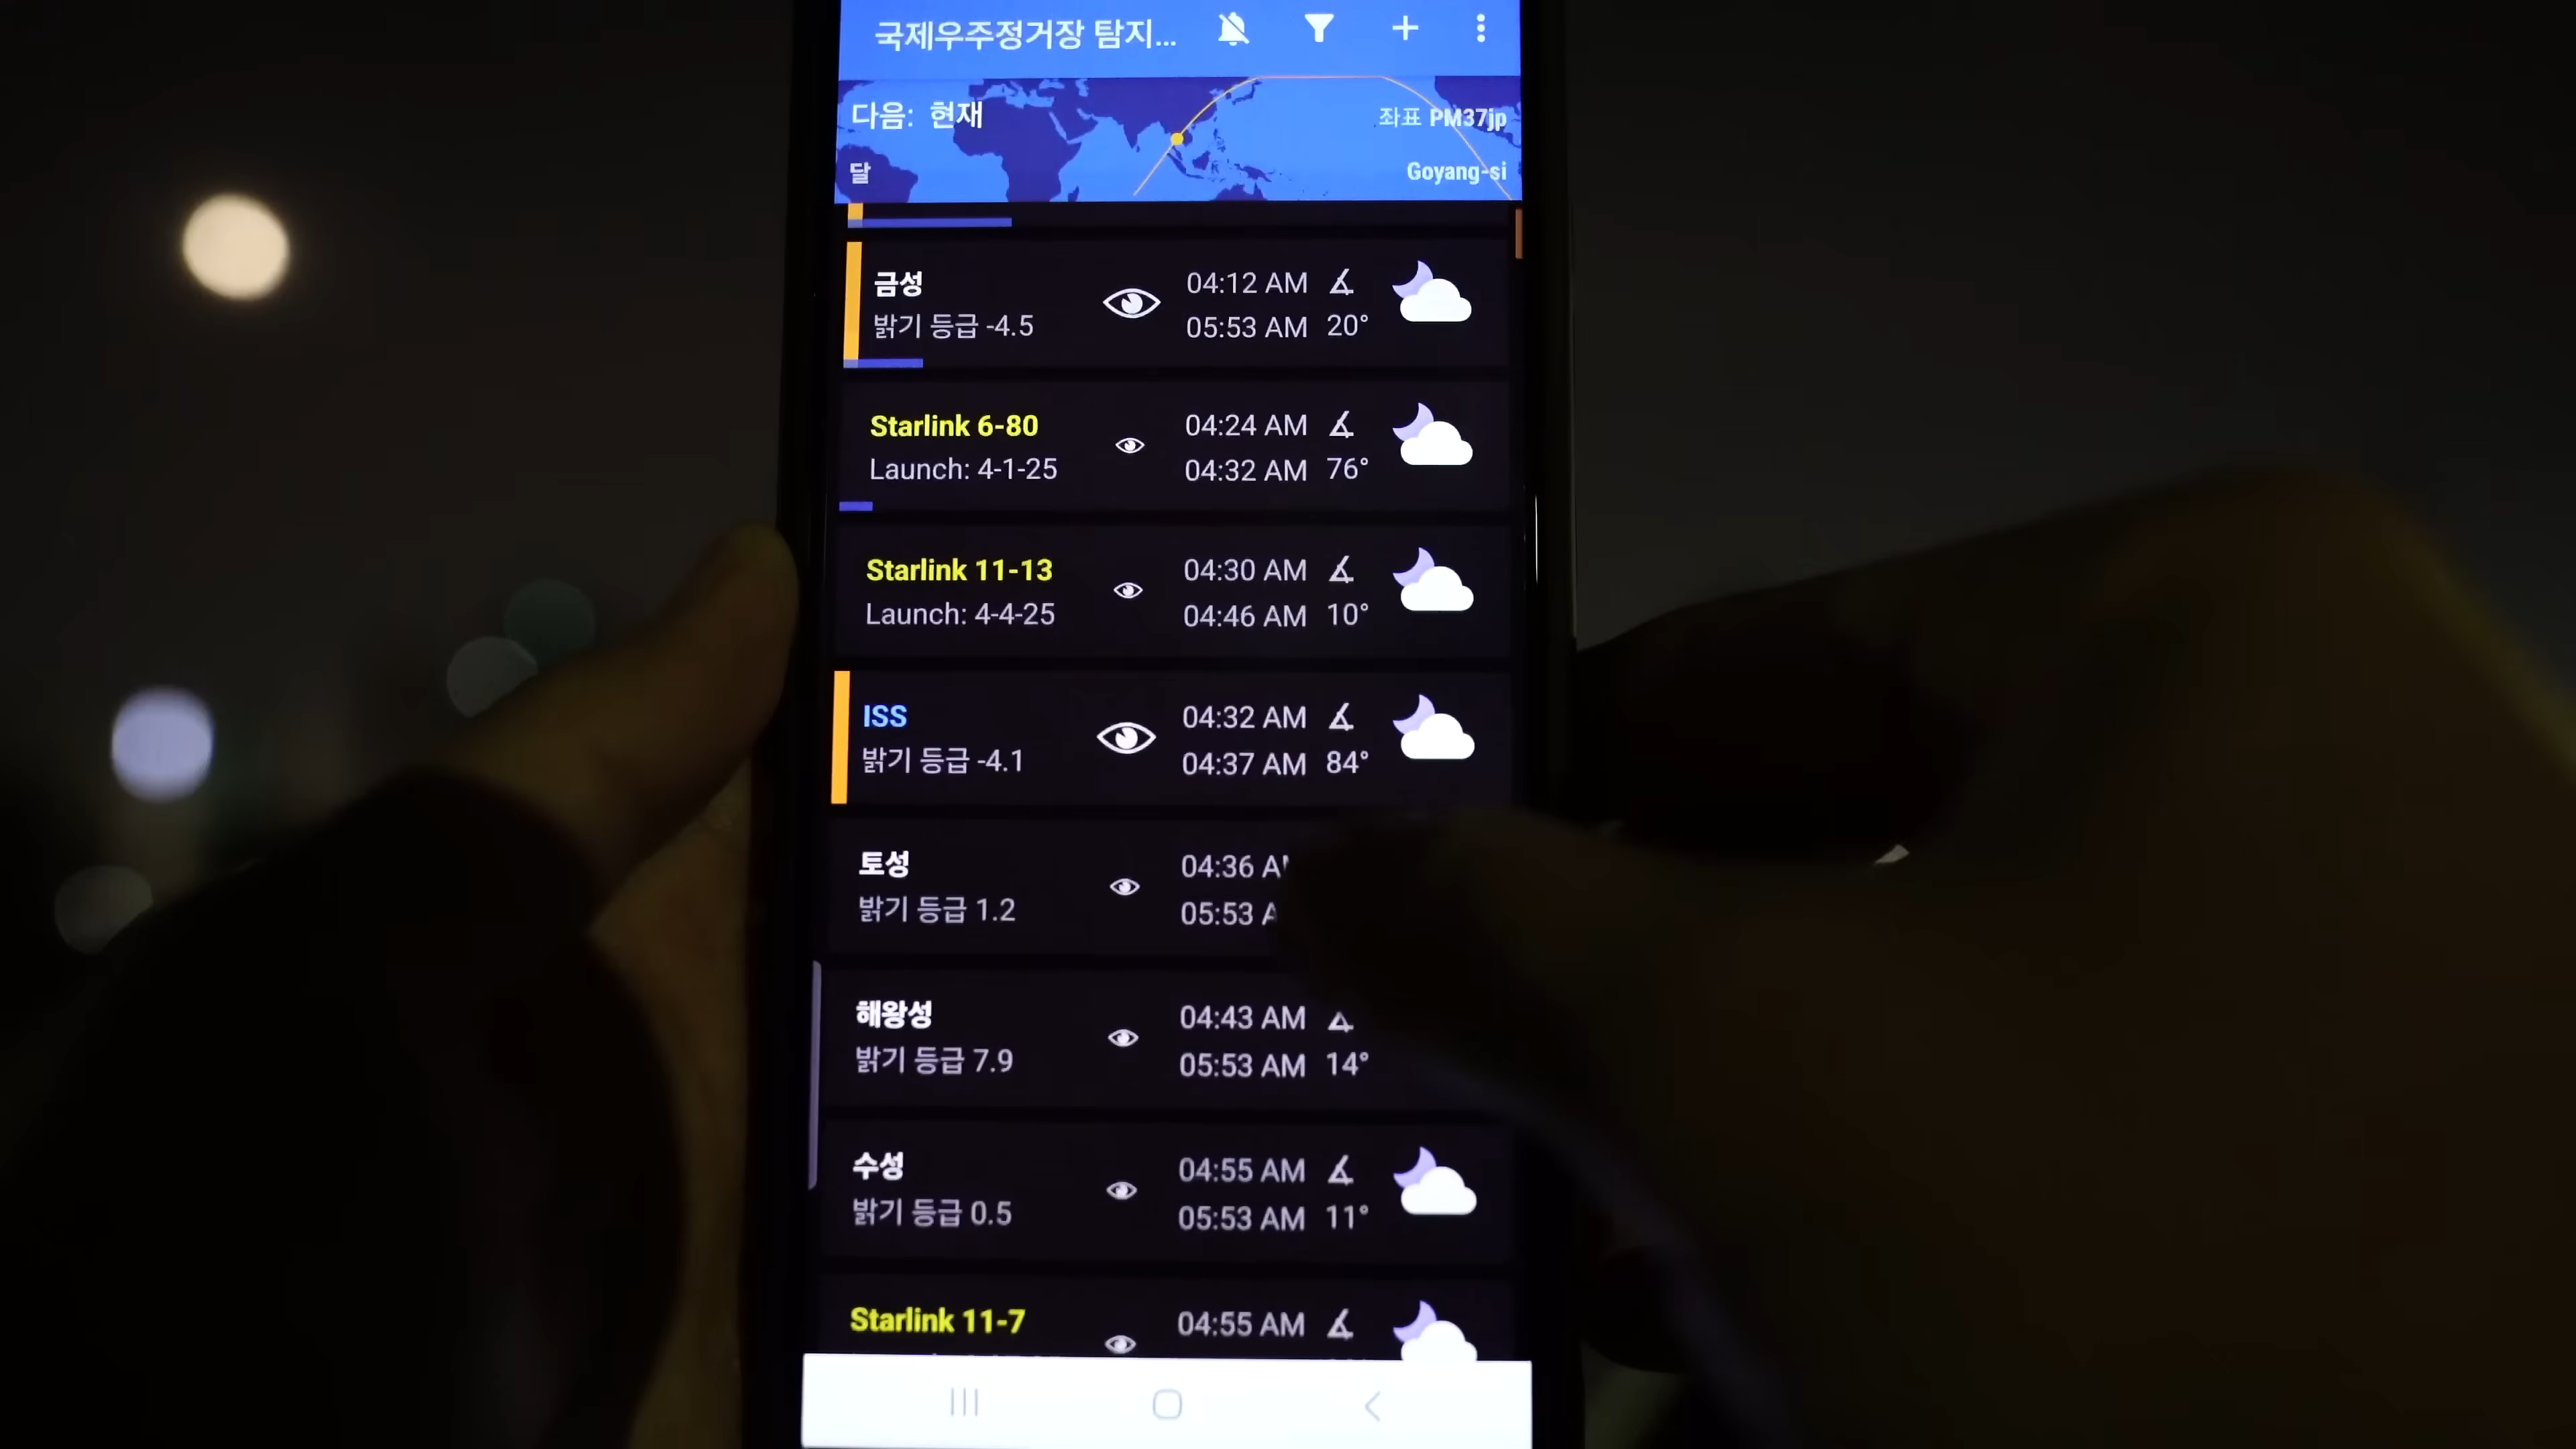 국제우주정거장 탐지...
다음: 현재
좌표 PM37jp
달
Goyang-si
금성
04:12 AM
밝기 등급 -4.5
05:53 AM 20°
Starlink 6-80
04:24 AM
Launch: 4-1-25
04:32 AM 76°
Starlink 11-13
04:30 AM
Launch: 4-4-25
04:46 AM 10°
ISS
04:32 AM
밝기 등급 -4.1
04:37 AM 84°
토성
04:36 A
밝기 등급 1.2
05:53 A
해왕성
04:43 AM
밝기 등급 7.9
05:53 AM 14°
수성
04:55 AM
밝기 등급 0.5
05:53 AM 11°
Starlink 11-7
04:55 AM